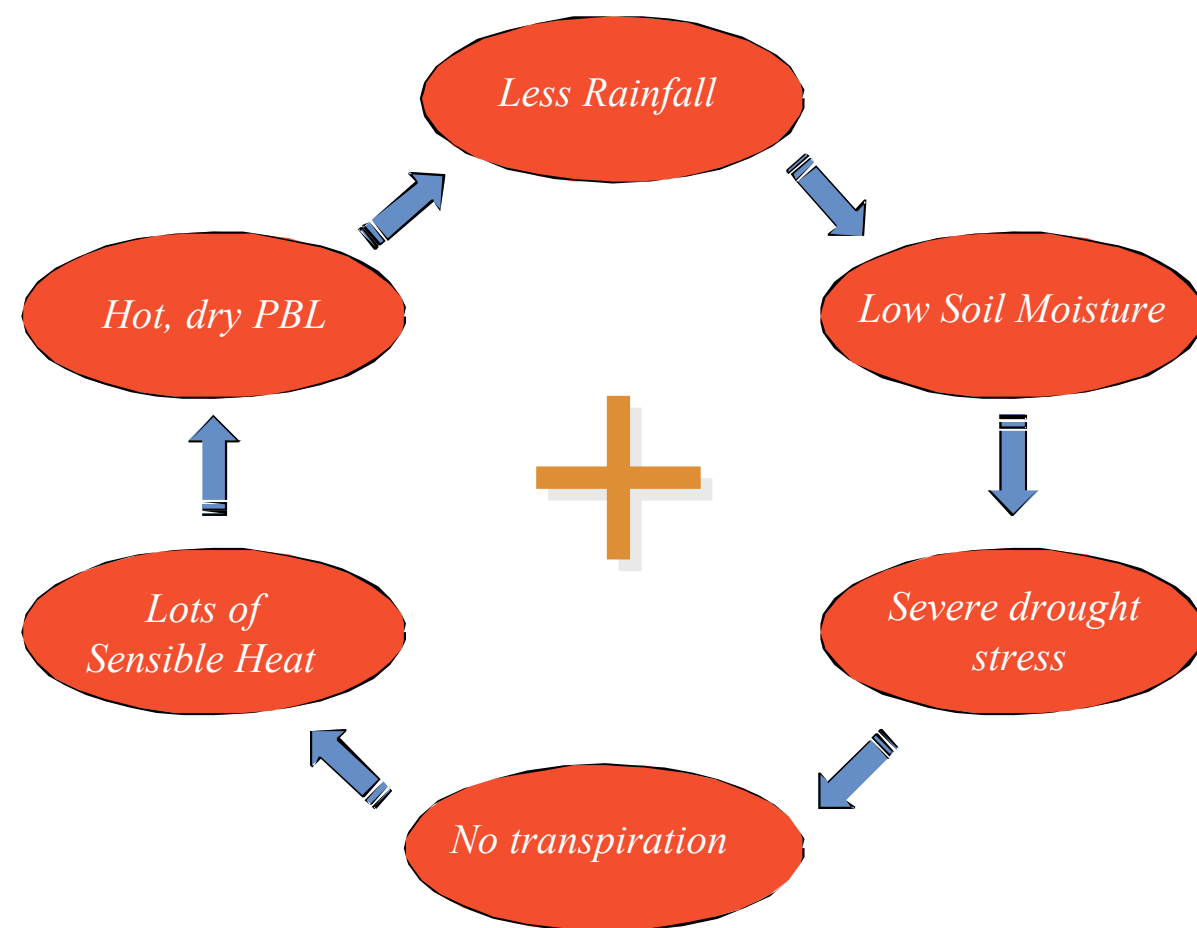 Less Rainfall
Low Soil Moisture
Severe drought
stress
No transpiration
Lots of
Sensible Heat
Hot, dry PBL